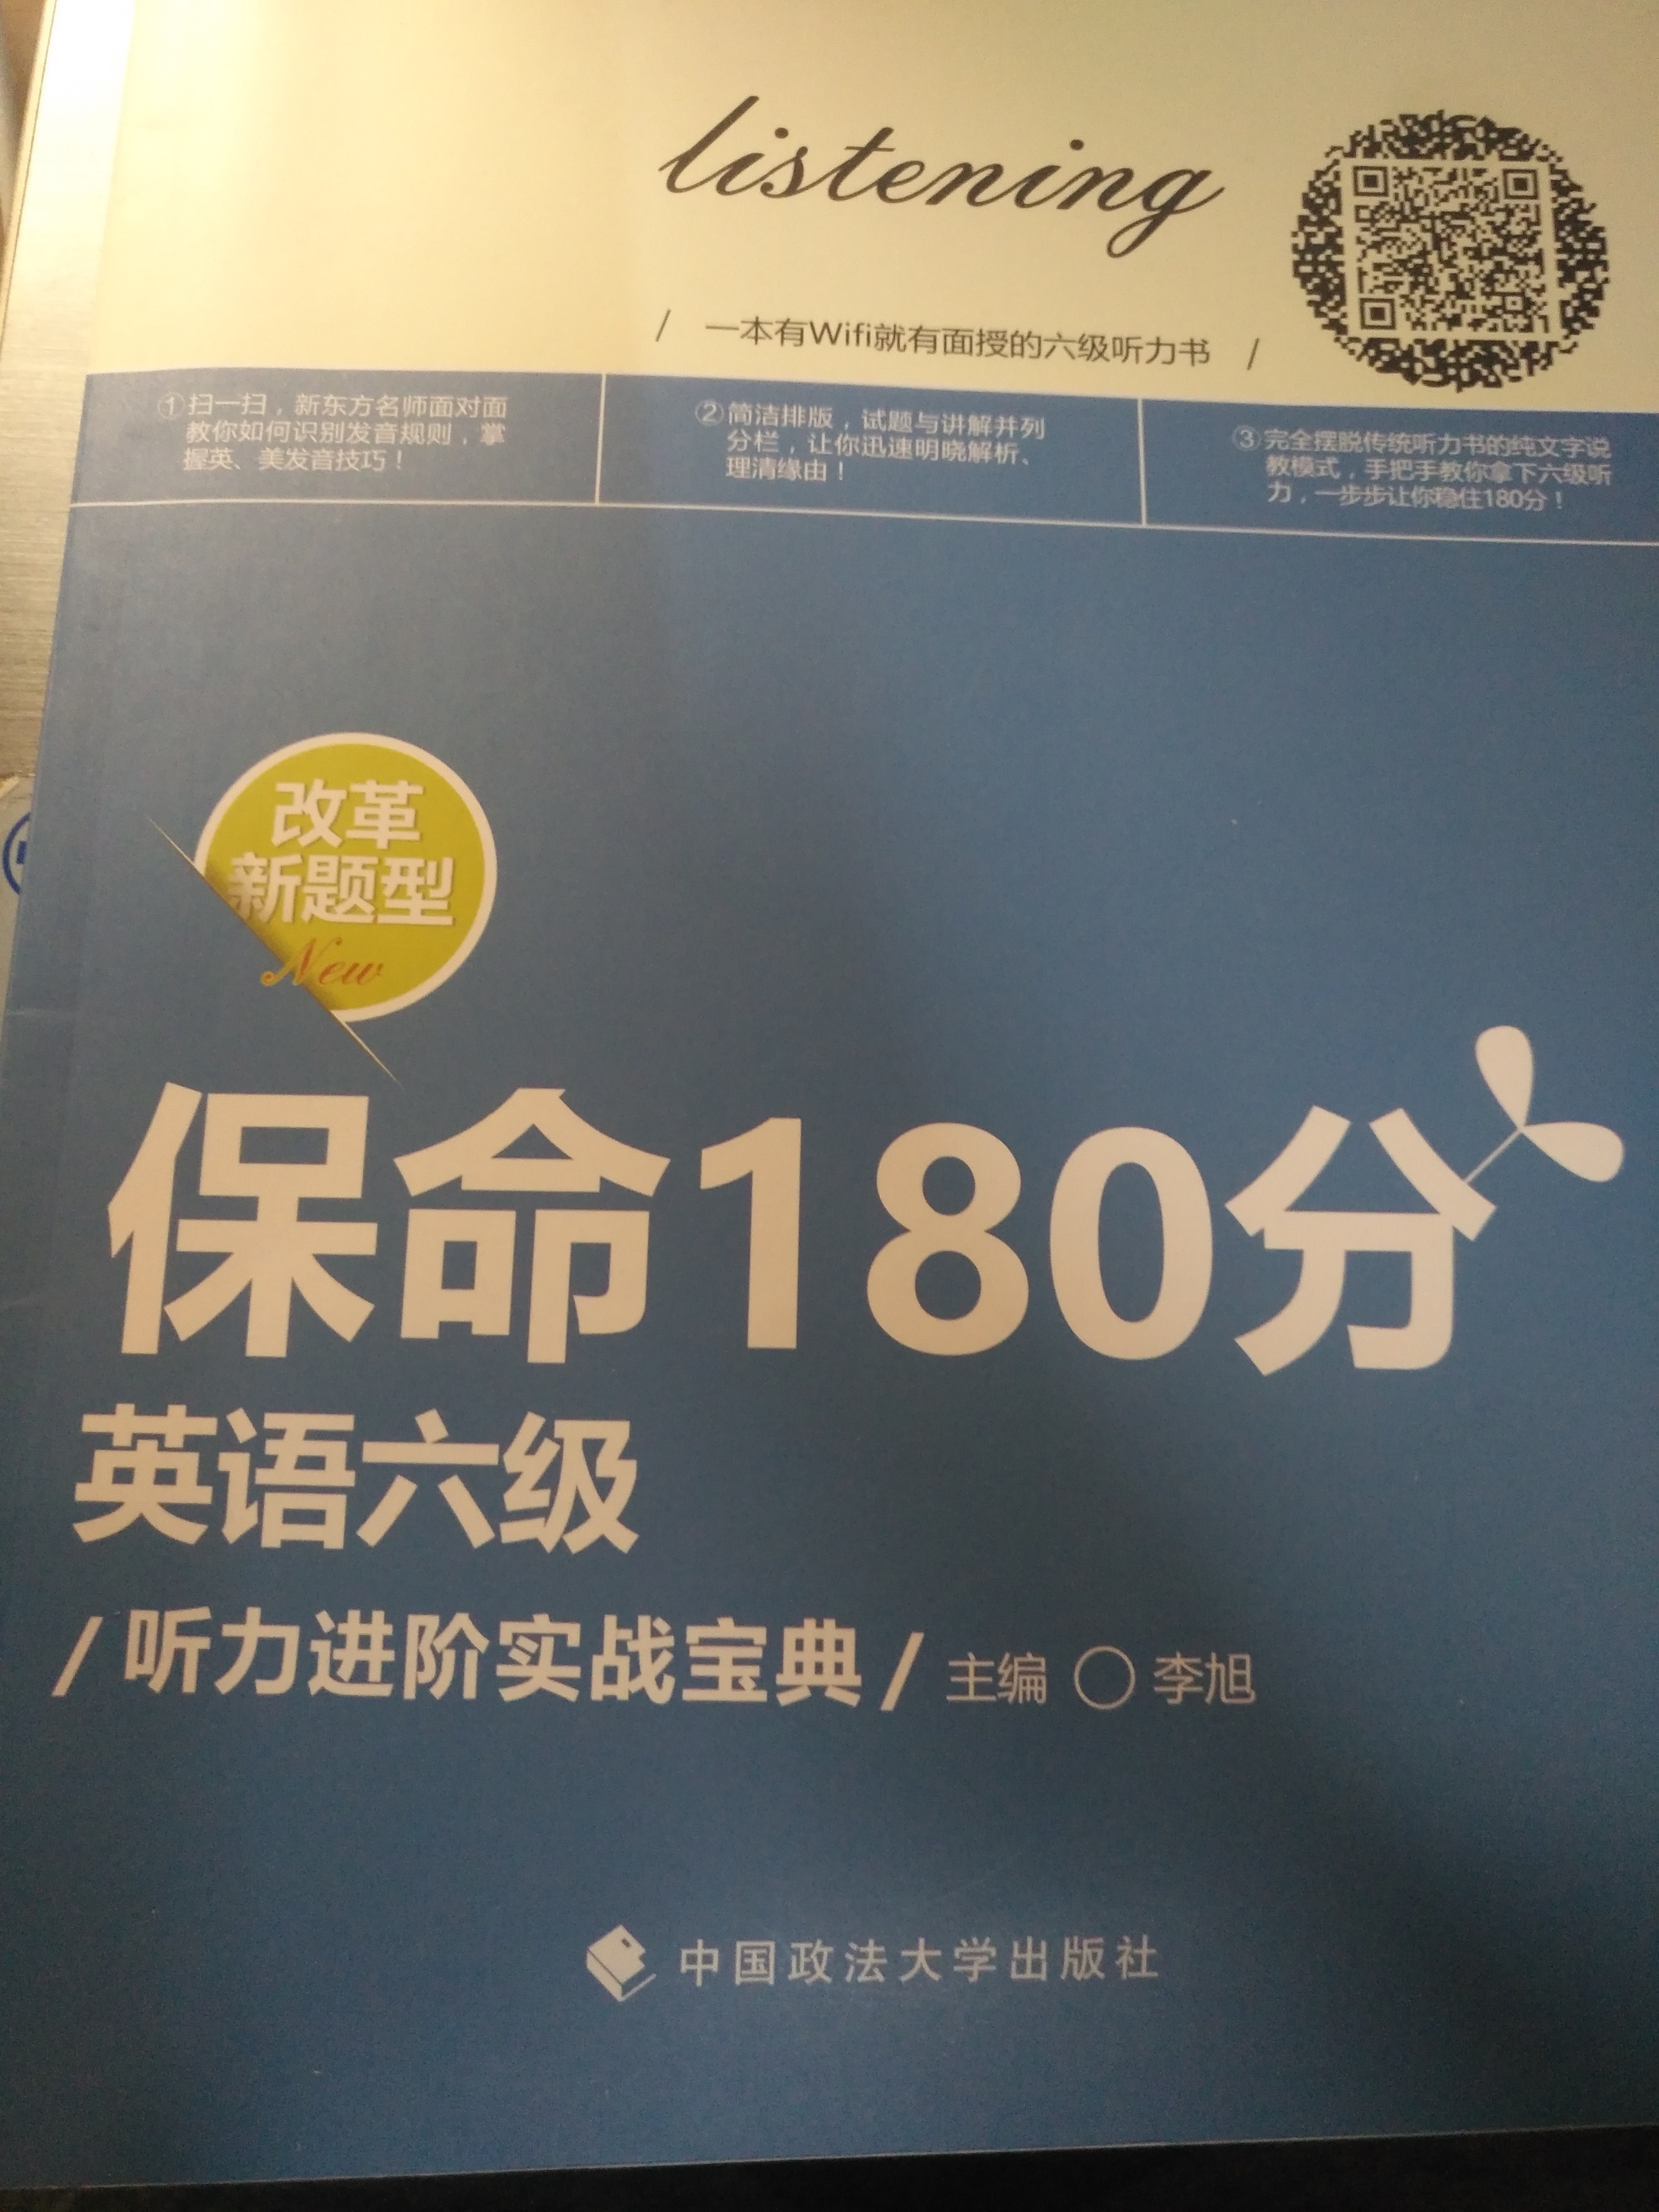 listening
/ 一本有Wifi就有面授的六级听力书 /
①扫一扫，新东方名师面对面
教你如何识别发音规则，掌
握英、美发音技巧！
②简洁排版，试题与讲解并列
分栏，让你迅速明晓解析、
理清缘由！
③完全摆脱传统听力书的纯文字说
教模式，手把手教你拿下六级听
力，一步步让你稳住180分！
改革
新题型
New
保命180分
英语六级
/听力进阶实战宝典/ 主编○李旭
中国政法大学出版社